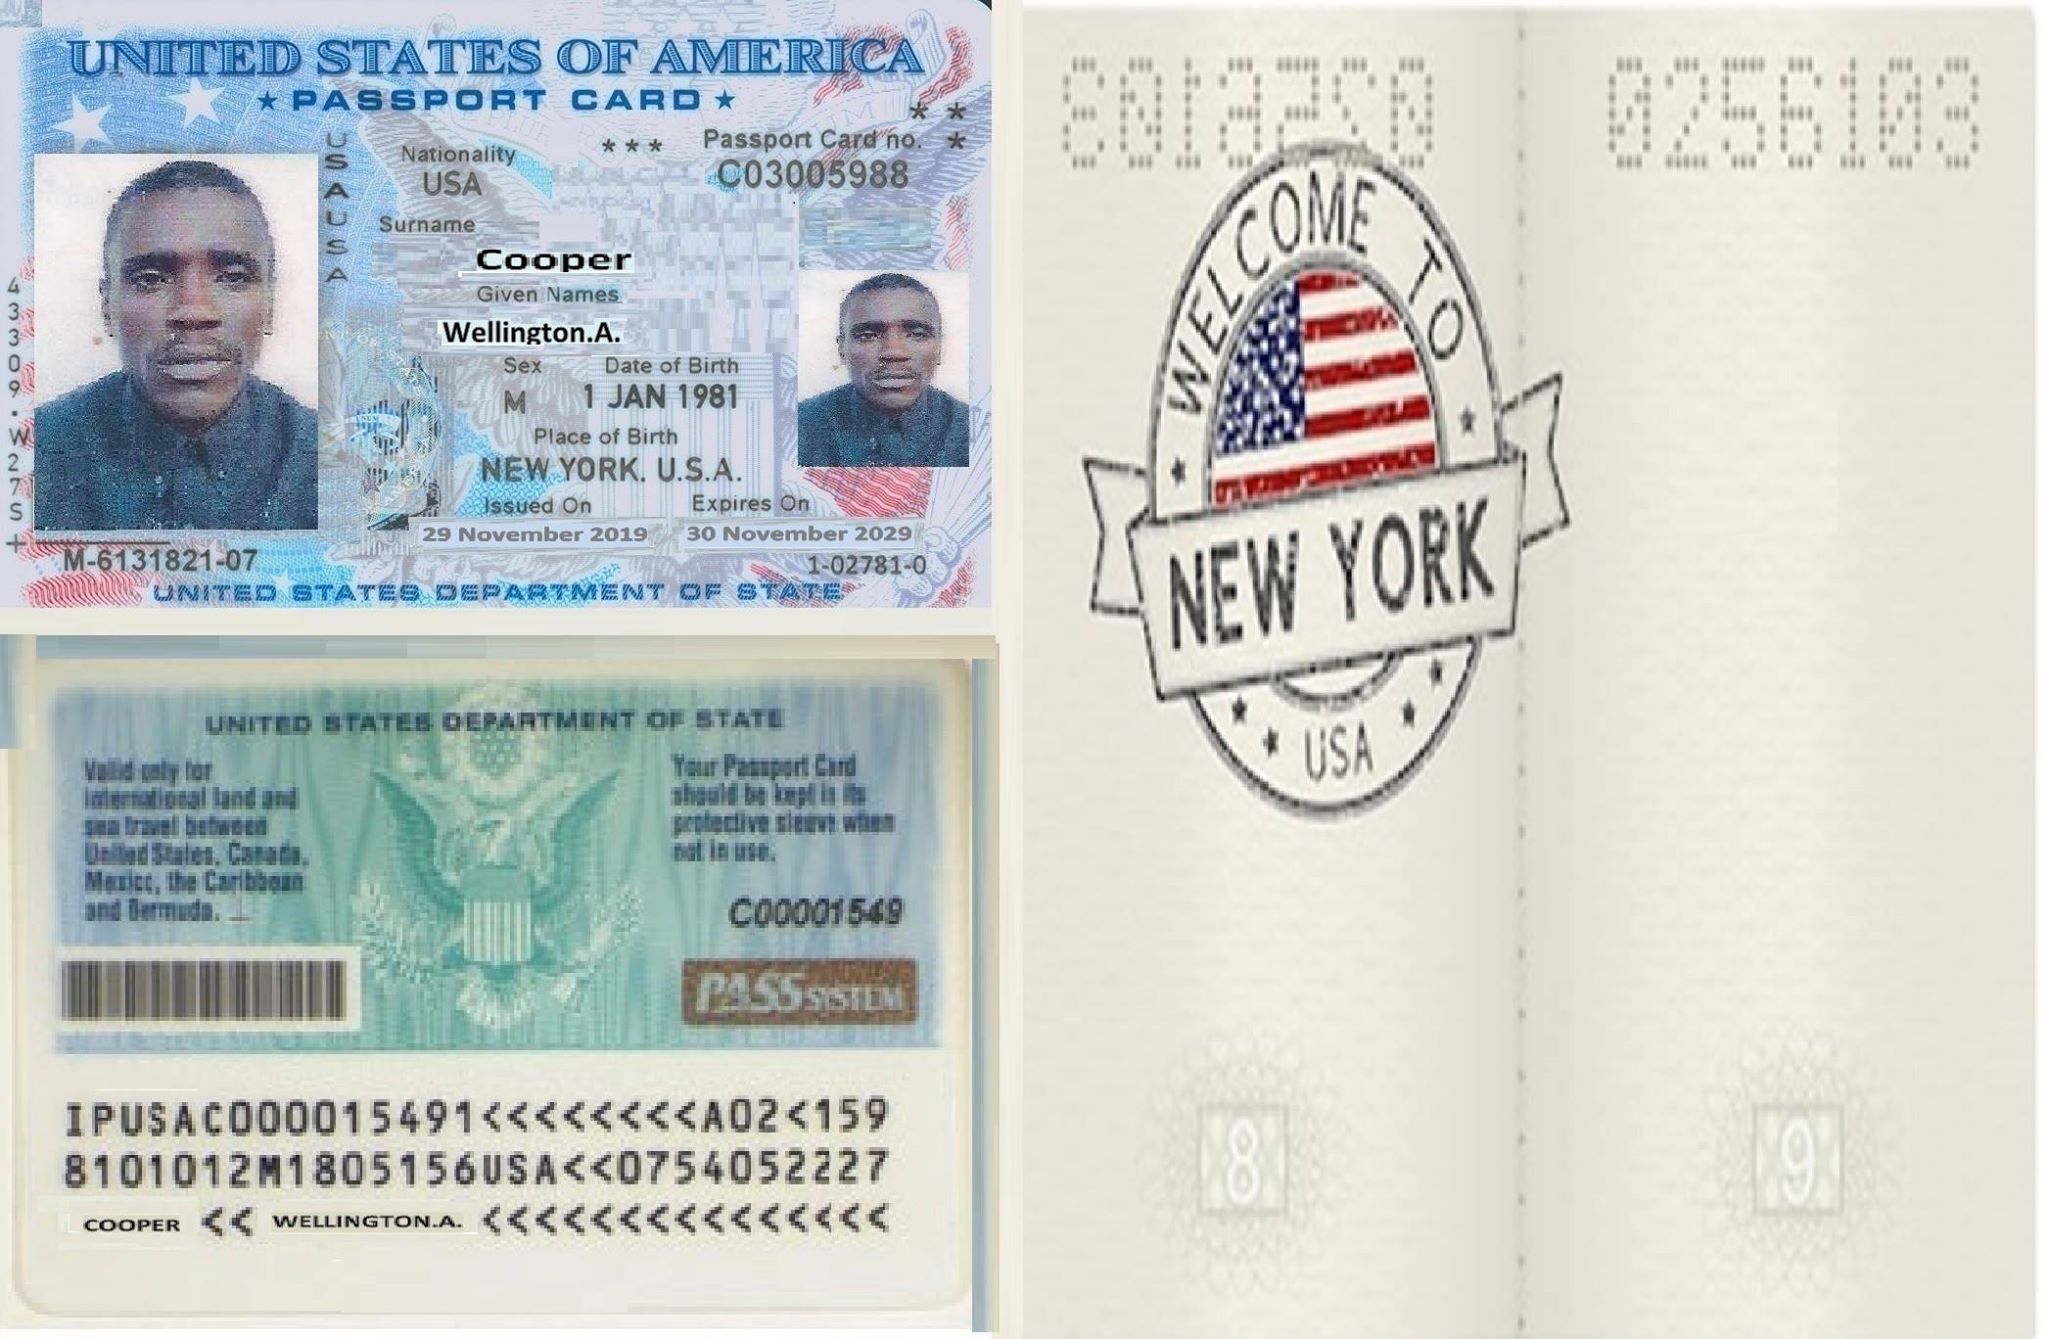 UNITED STATES OF AMERICA
★ PASSPORT CARD ★
USAUSA
Nationality
USA
* * *
* *
*
Passport Card no.
C03005988
Surname
Cooper
Given Names
Wellington.A.
Sex
M
Date of Birth
1 JAN 1981
Place of Birth
NEW YORK. U.S.A.
Issued On
29 November 2019
Expires On
30 November 2029
43309.W27S+
M-6131821-07
1-02781-0
UNITED STATES DEPARTMENT OF STATE
UNITED STATES DEPARTMENT OF STATE
Valid only for
international land and
sea travel between
United States, Canada,
Mexico, the Caribbean
and Bermuda.
Your Passport Card
should be kept in its
protective sleeve when
not in use.
C00001549
PASS SYSTEM
IPUSAC000015491<<<<<<<<A02<159
8101012M1805156USA<<0754052227
COOPER << WELLINGTON.A. <<<<<<<<<<<<<<<
0256103
0256103
WELCOME TO
NEW YORK
USA
8
9